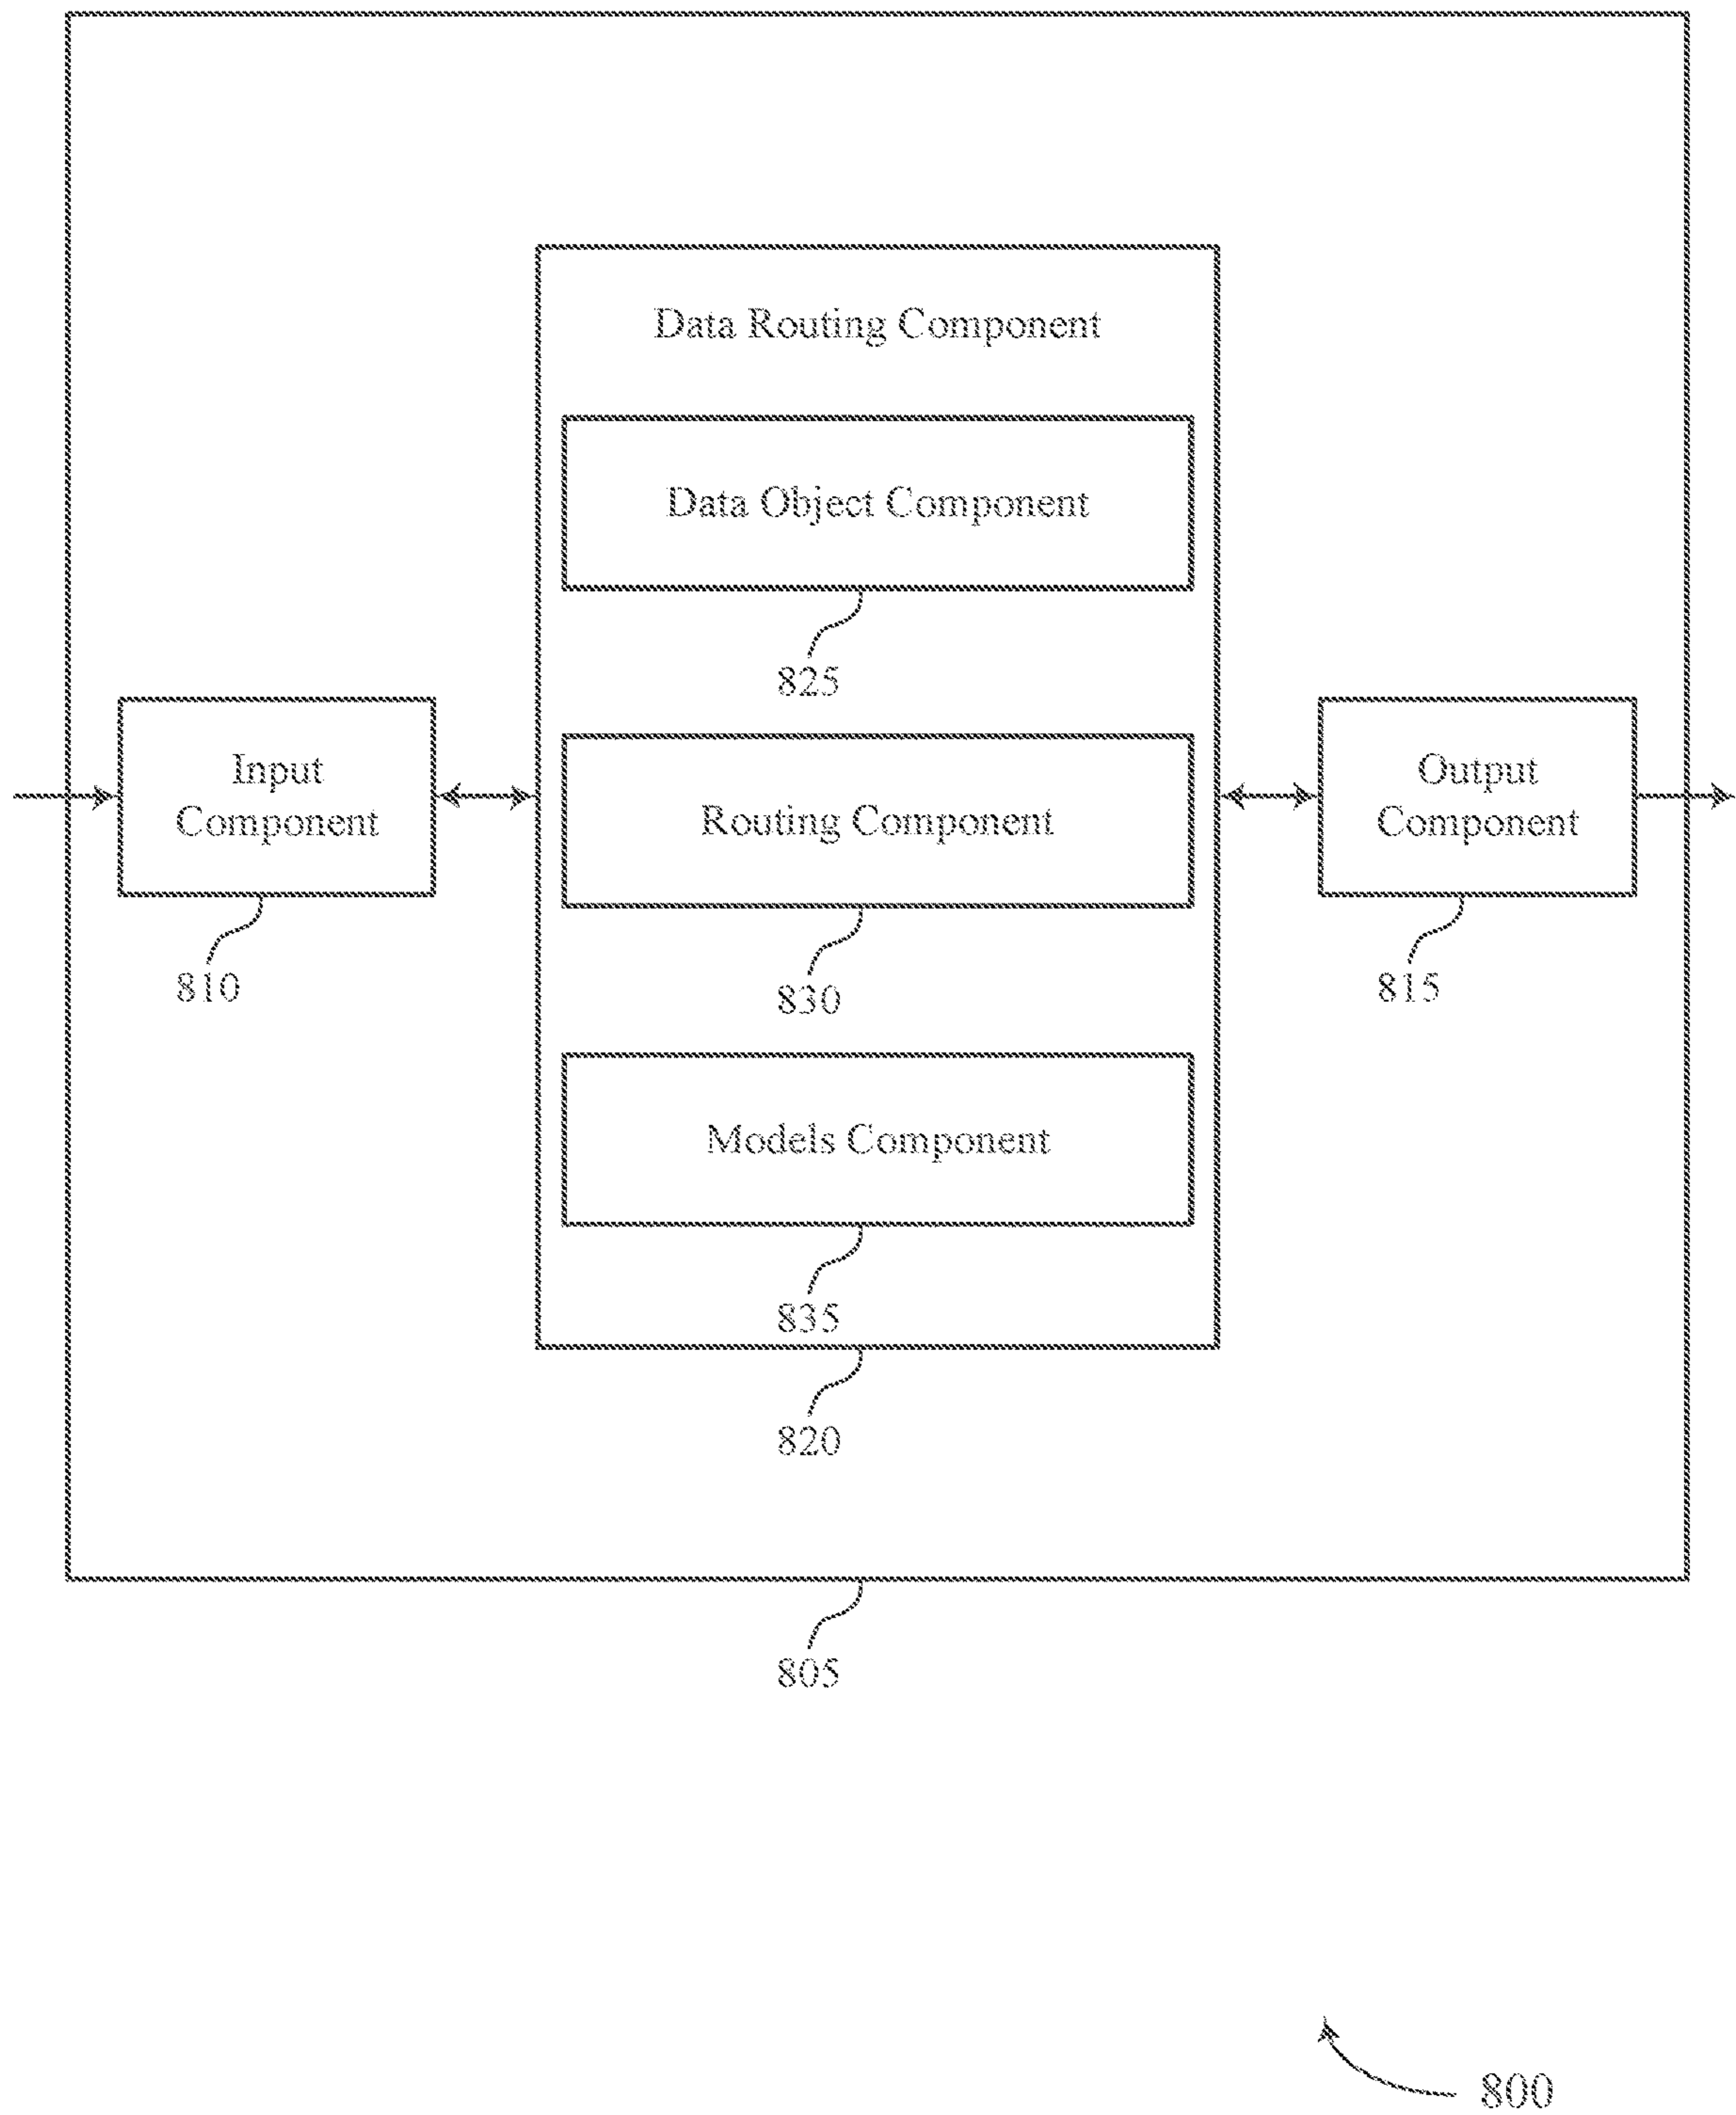 Data Routing Component
Data Object Component
825
Input
Component
810
Routing Component
830
Output
Component
815
Models Component
835
820
805
800